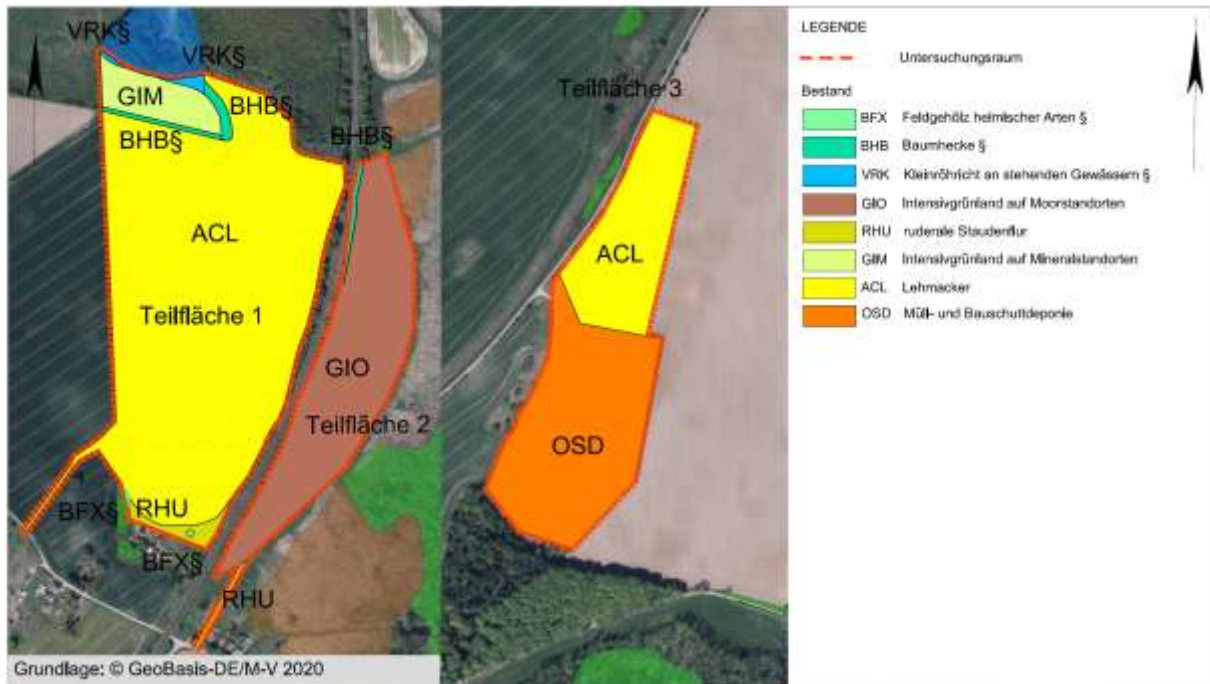 VRK§
VRK§
GIM
BHB§
BHB§
BHB§
ACL
Teilfläche 1
GIO
Teilfläche 2
BFX§
RHU
BFX§
RHU
Grundlage: © GeoBasis-DE/M-V 2020
Teilfläche 3
ACL
OSD
LEGENDE
Untersuchungsraum
Bestand
BFX Feldgehölz heimischer Arten §
BHB Baumhecke §
VRK Kleinröhricht an stehenden Gewässern §
GIO Intensivgrünland auf Moorstandorten
RHU ruderale Staudenflur
GIM Intensivgrünland auf Mineralstandorten
ACL Lehmacker
OSD Müll- und Bauschuttdeponie